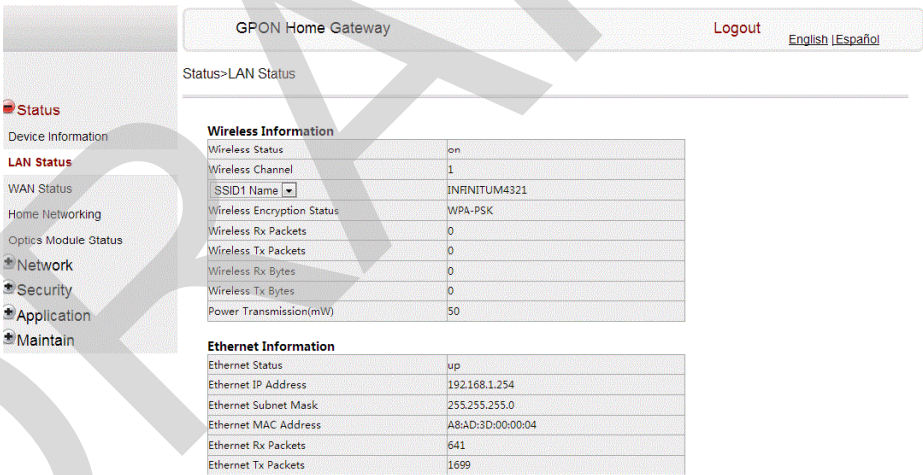 GPON Home Gateway
Logout
English | Español
Status>LAN Status
Status
Device Information
LAN Status
WAN Status
Home Networking
Optics Module Status
Network
Security
Application
Maintain
Wireless Information
Wireless Status on
Wireless Channel 1
SSID1 Name INFINITUM4321
Wireless Encryption Status WPA-PSK
Wireless Rx Packets 0
Wireless Tx Packets 0
Wireless Rx Bytes 0
Wireless Tx Bytes 0
Power Transmission(mW) 50
Ethernet Information
Ethernet Status up
Ethernet IP Address 192.168.1.254
Ethernet Subnet Mask 255.255.255.0
Ethernet MAC Address A8:AD:3D:00:00:04
Ethernet Rx Packets 641
Ethernet Tx Packets 1699